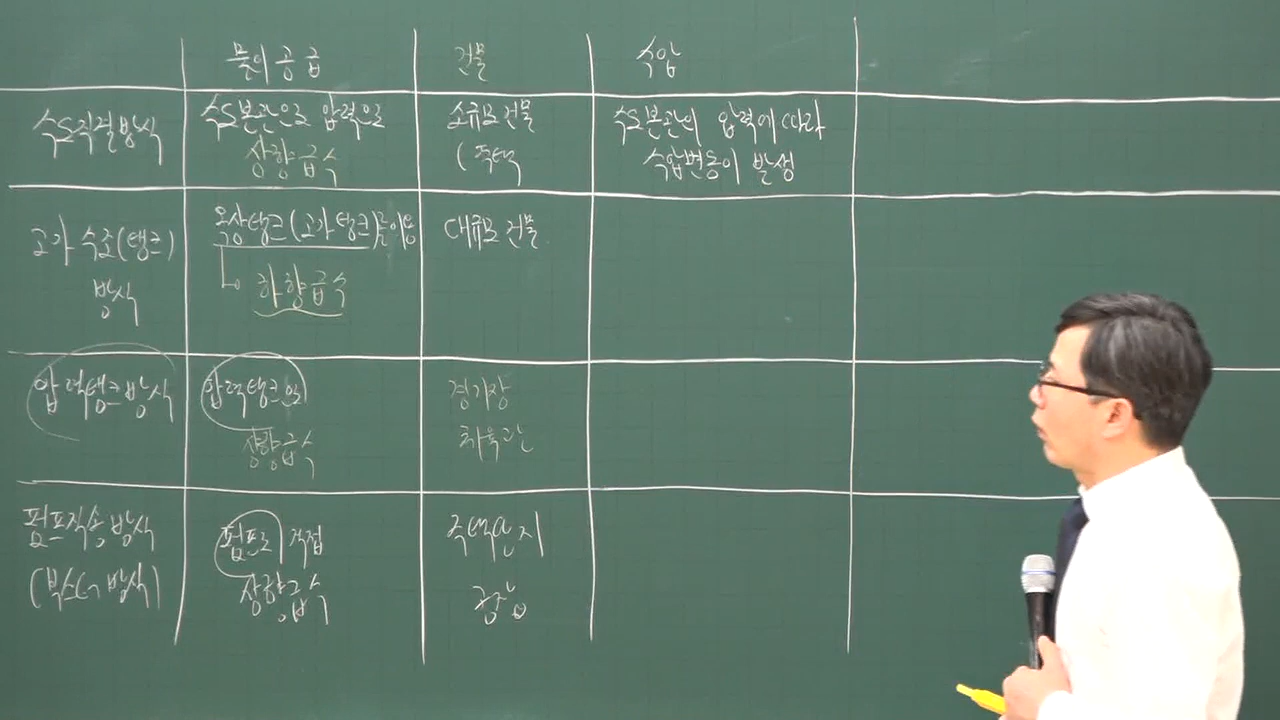 물의 공급
건물
수압
수도직결방식
수도본관으로 압력으로
상향급수
소규모건물
(주택
수도본관의 압력에 따라
수압변동이 발생
고가 수조(탱크)
방식
옥상탱크(고가탱크)물이용
하향급수
대규모 건물
압력탱크방식
압력탱크의
상향급수
경기장
체육관
펌프직송방식
(부스터방식)
펌프로 직접
상향급수
주택단지
공장